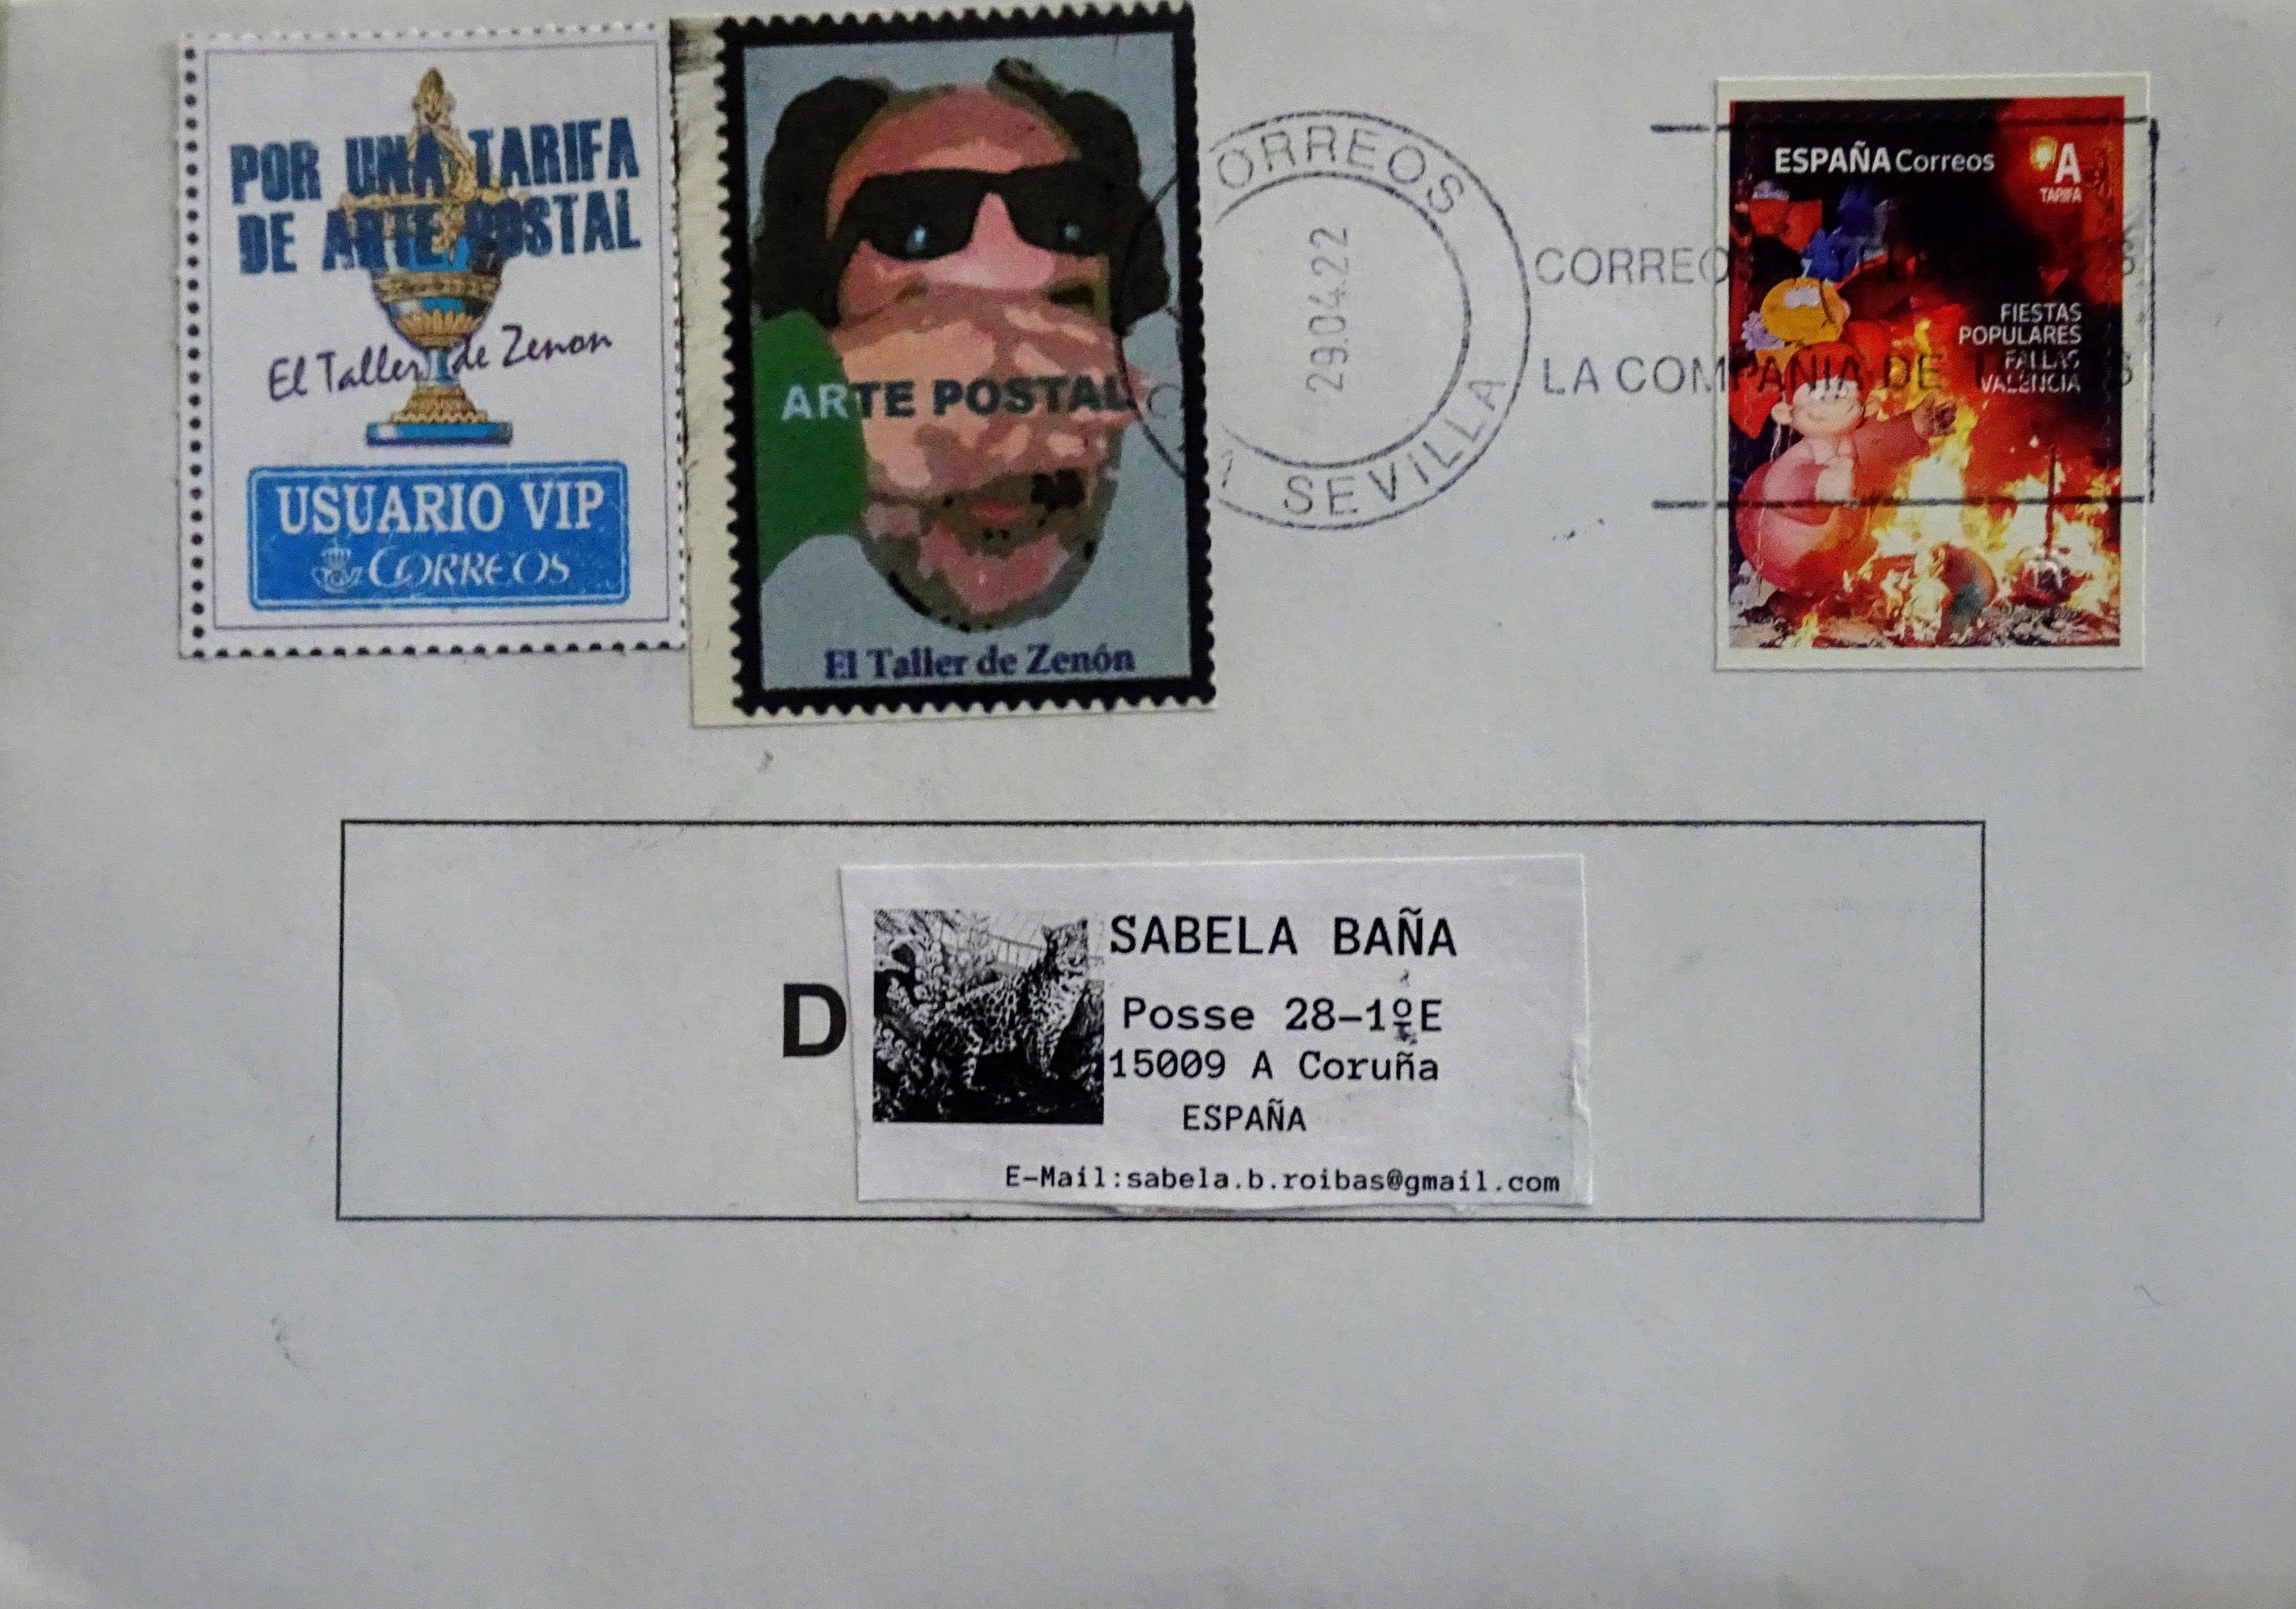 POR UNA TARIFA
DE ARTE POSTAL
El Taller de Zenon
USUARIO VIP
CORREOS
ARTE POSTAL
El Taller de Zenón
ORREOS
29.04.22
SEVILLA
CORREO
LA COMPAÑIA DE
ESPAÑA Correos
A
TARIFA
FIESTAS
POPULARES
FALLAS
VALENCIA
D
SABELA BAÑA
Posse 28-1ºE
15009 A Coruña
ESPAÑA
E-Mail:sabela.b.roibas@gmail.com